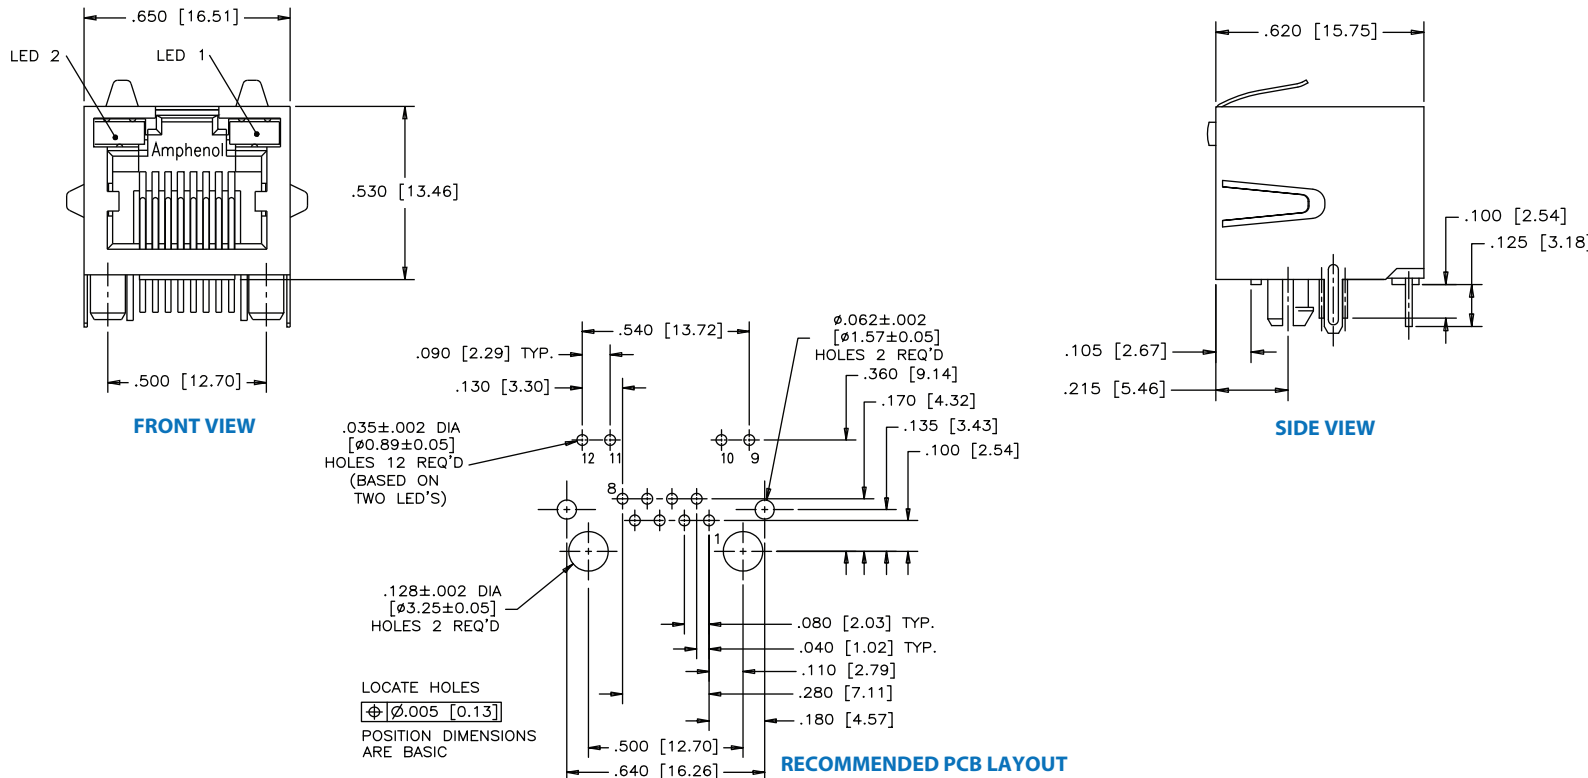 .650 [16.51]
LED 2
LED 1
Amphenol
.530 [13.46]
.500 [12.70]
FRONT VIEW
.620 [15.75]
.100 [2.54]
.125 [3.18]
.105 [2.67]
.215 [5.46]
SIDE VIEW
.540 [13.72]
.090 [2.29] TYP.
.130 [3.30]
ø.062±.002
[ø1.57±0.05]
HOLES 2 REQ'D
.360 [9.14]
.170 [4.32]
.135 [3.43]
.100 [2.54]
.035±.002 DIA
[ø0.89±0.05]
HOLES 12 REQ'D
(BASED ON
TWO LED'S)
12
11
10
9
8
1
.128±.002 DIA
[ø3.25±0.05]
HOLES 2 REQ'D
.080 [2.03] TYP.
.040 [1.02] TYP.
.110 [2.79]
.280 [7.11]
.180 [4.57]
LOCATE HOLES
⌖ Ø.005 [0.13]
POSITION DIMENSIONS
ARE BASIC
.500 [12.70]
.640 [16.26]
RECOMMENDED PCB LAYOUT